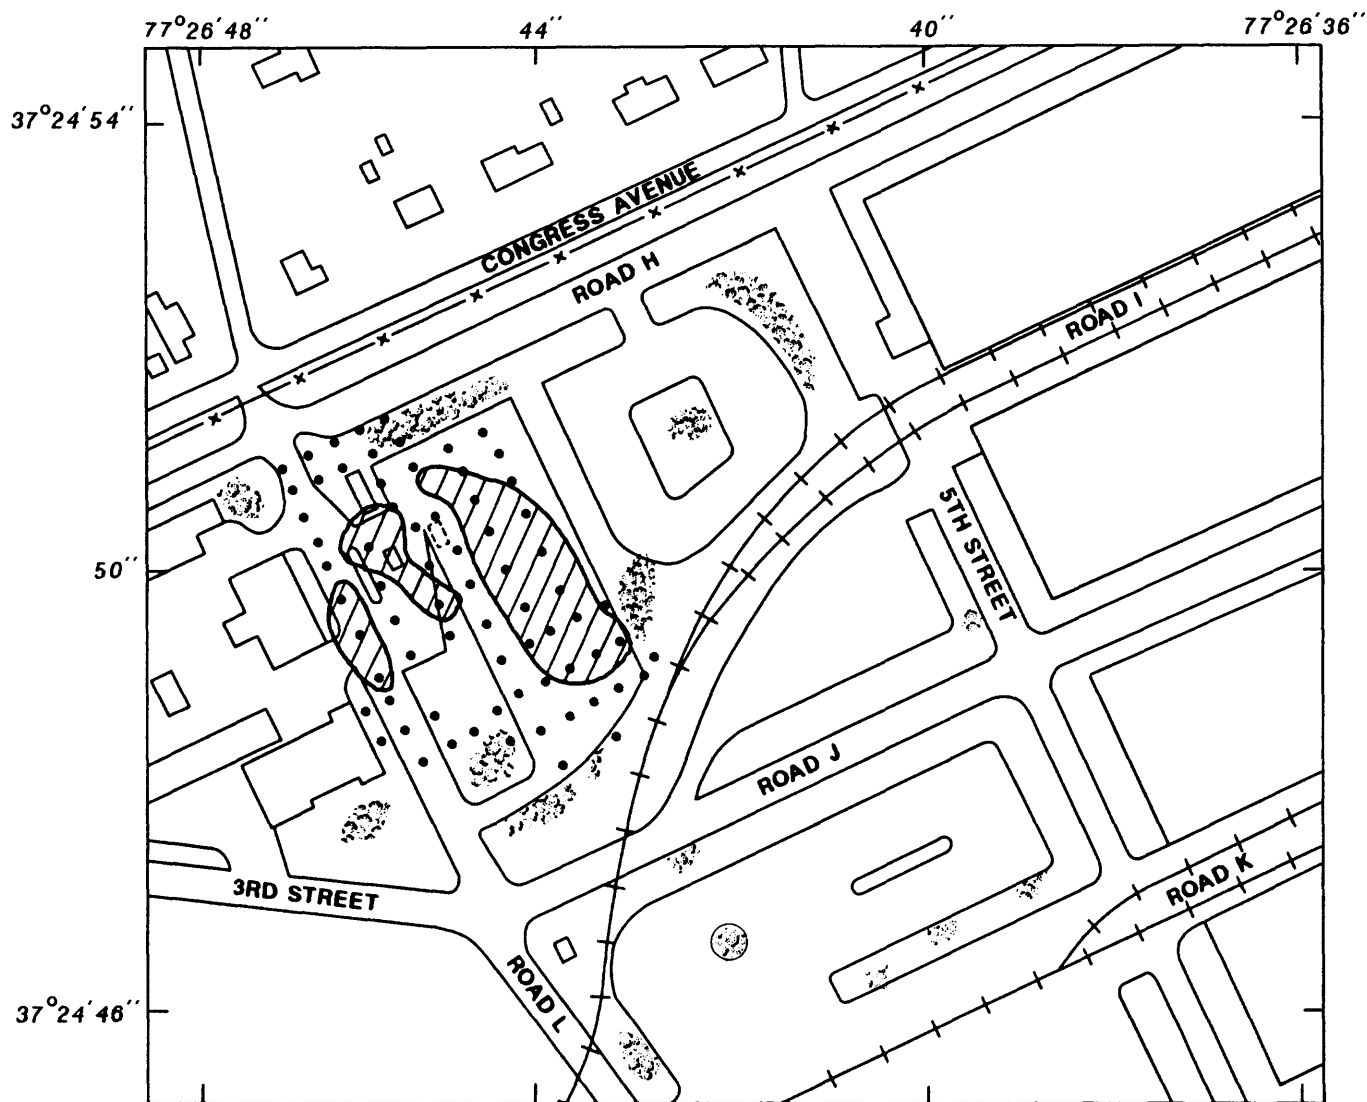 77°26'48''
44''
40''
77°26'36''
37°24'54''
CONGRESS AVENUE
ROAD H
ROAD I
5TH STREET
50''
ROAD J
ROAD K
3RD STREET
ROAD L
37°24'46''